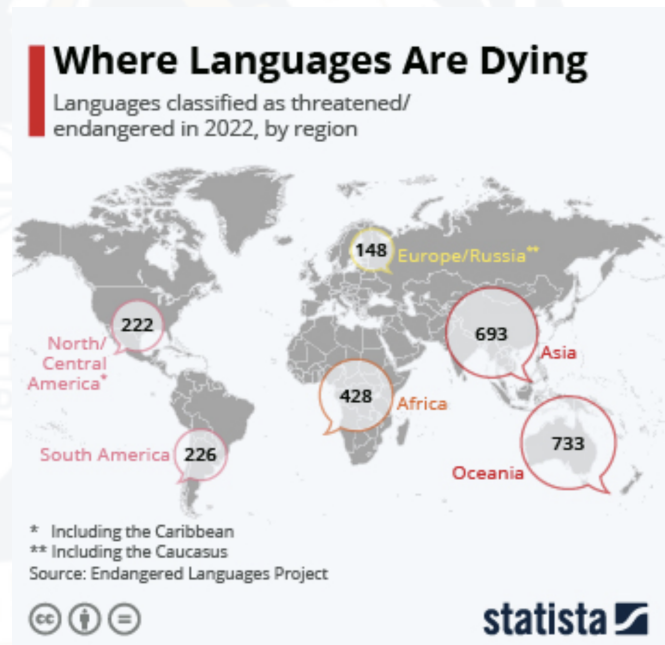 Where Languages Are Dying
Languages classified as threatened/
endangered in 2022, by region
148
Europe/Russia**
222
North/
Central
America*
693
Asia
428
Africa
733
Oceania
South America
226
* Including the Caribbean
** Including the Caucasus
Source: Endangered Languages Project
cc
statista